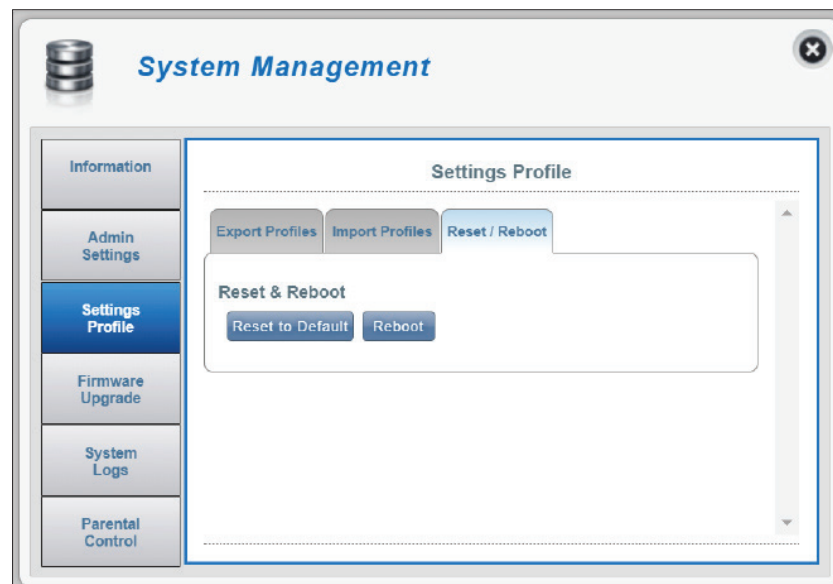 System Management
Information
Admin
Settings
Settings
Profile
Firmware
Upgrade
System
Logs
Parental
Control
Settings Profile
Export Profiles
Import Profiles
Reset / Reboot
Reset & Reboot
Reset to Default
Reboot